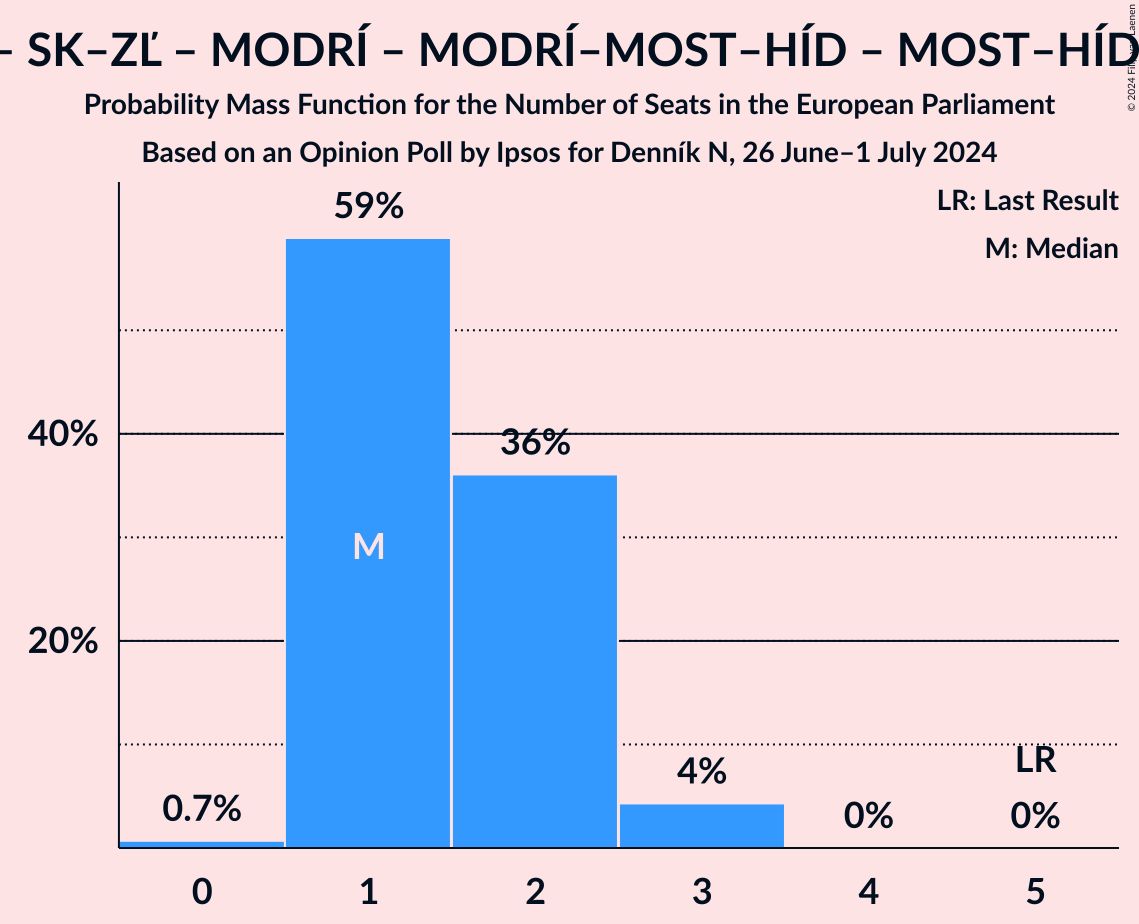 – SK–ZĽ – MODRÍ – MODRÍ–MOST–HÍD – MOST–HÍD
Probability Mass Function for the Number of Seats in the European Parliament
Based on an Opinion Poll by Ipsos for Denník N, 26 June–1 July 2024
LR: Last Result
M: Median
59%
40%
36%
M
20%
LR
4%
0.7%
0%
0%
0
1
2
3
4
5
© 2024 Filip van Laenen